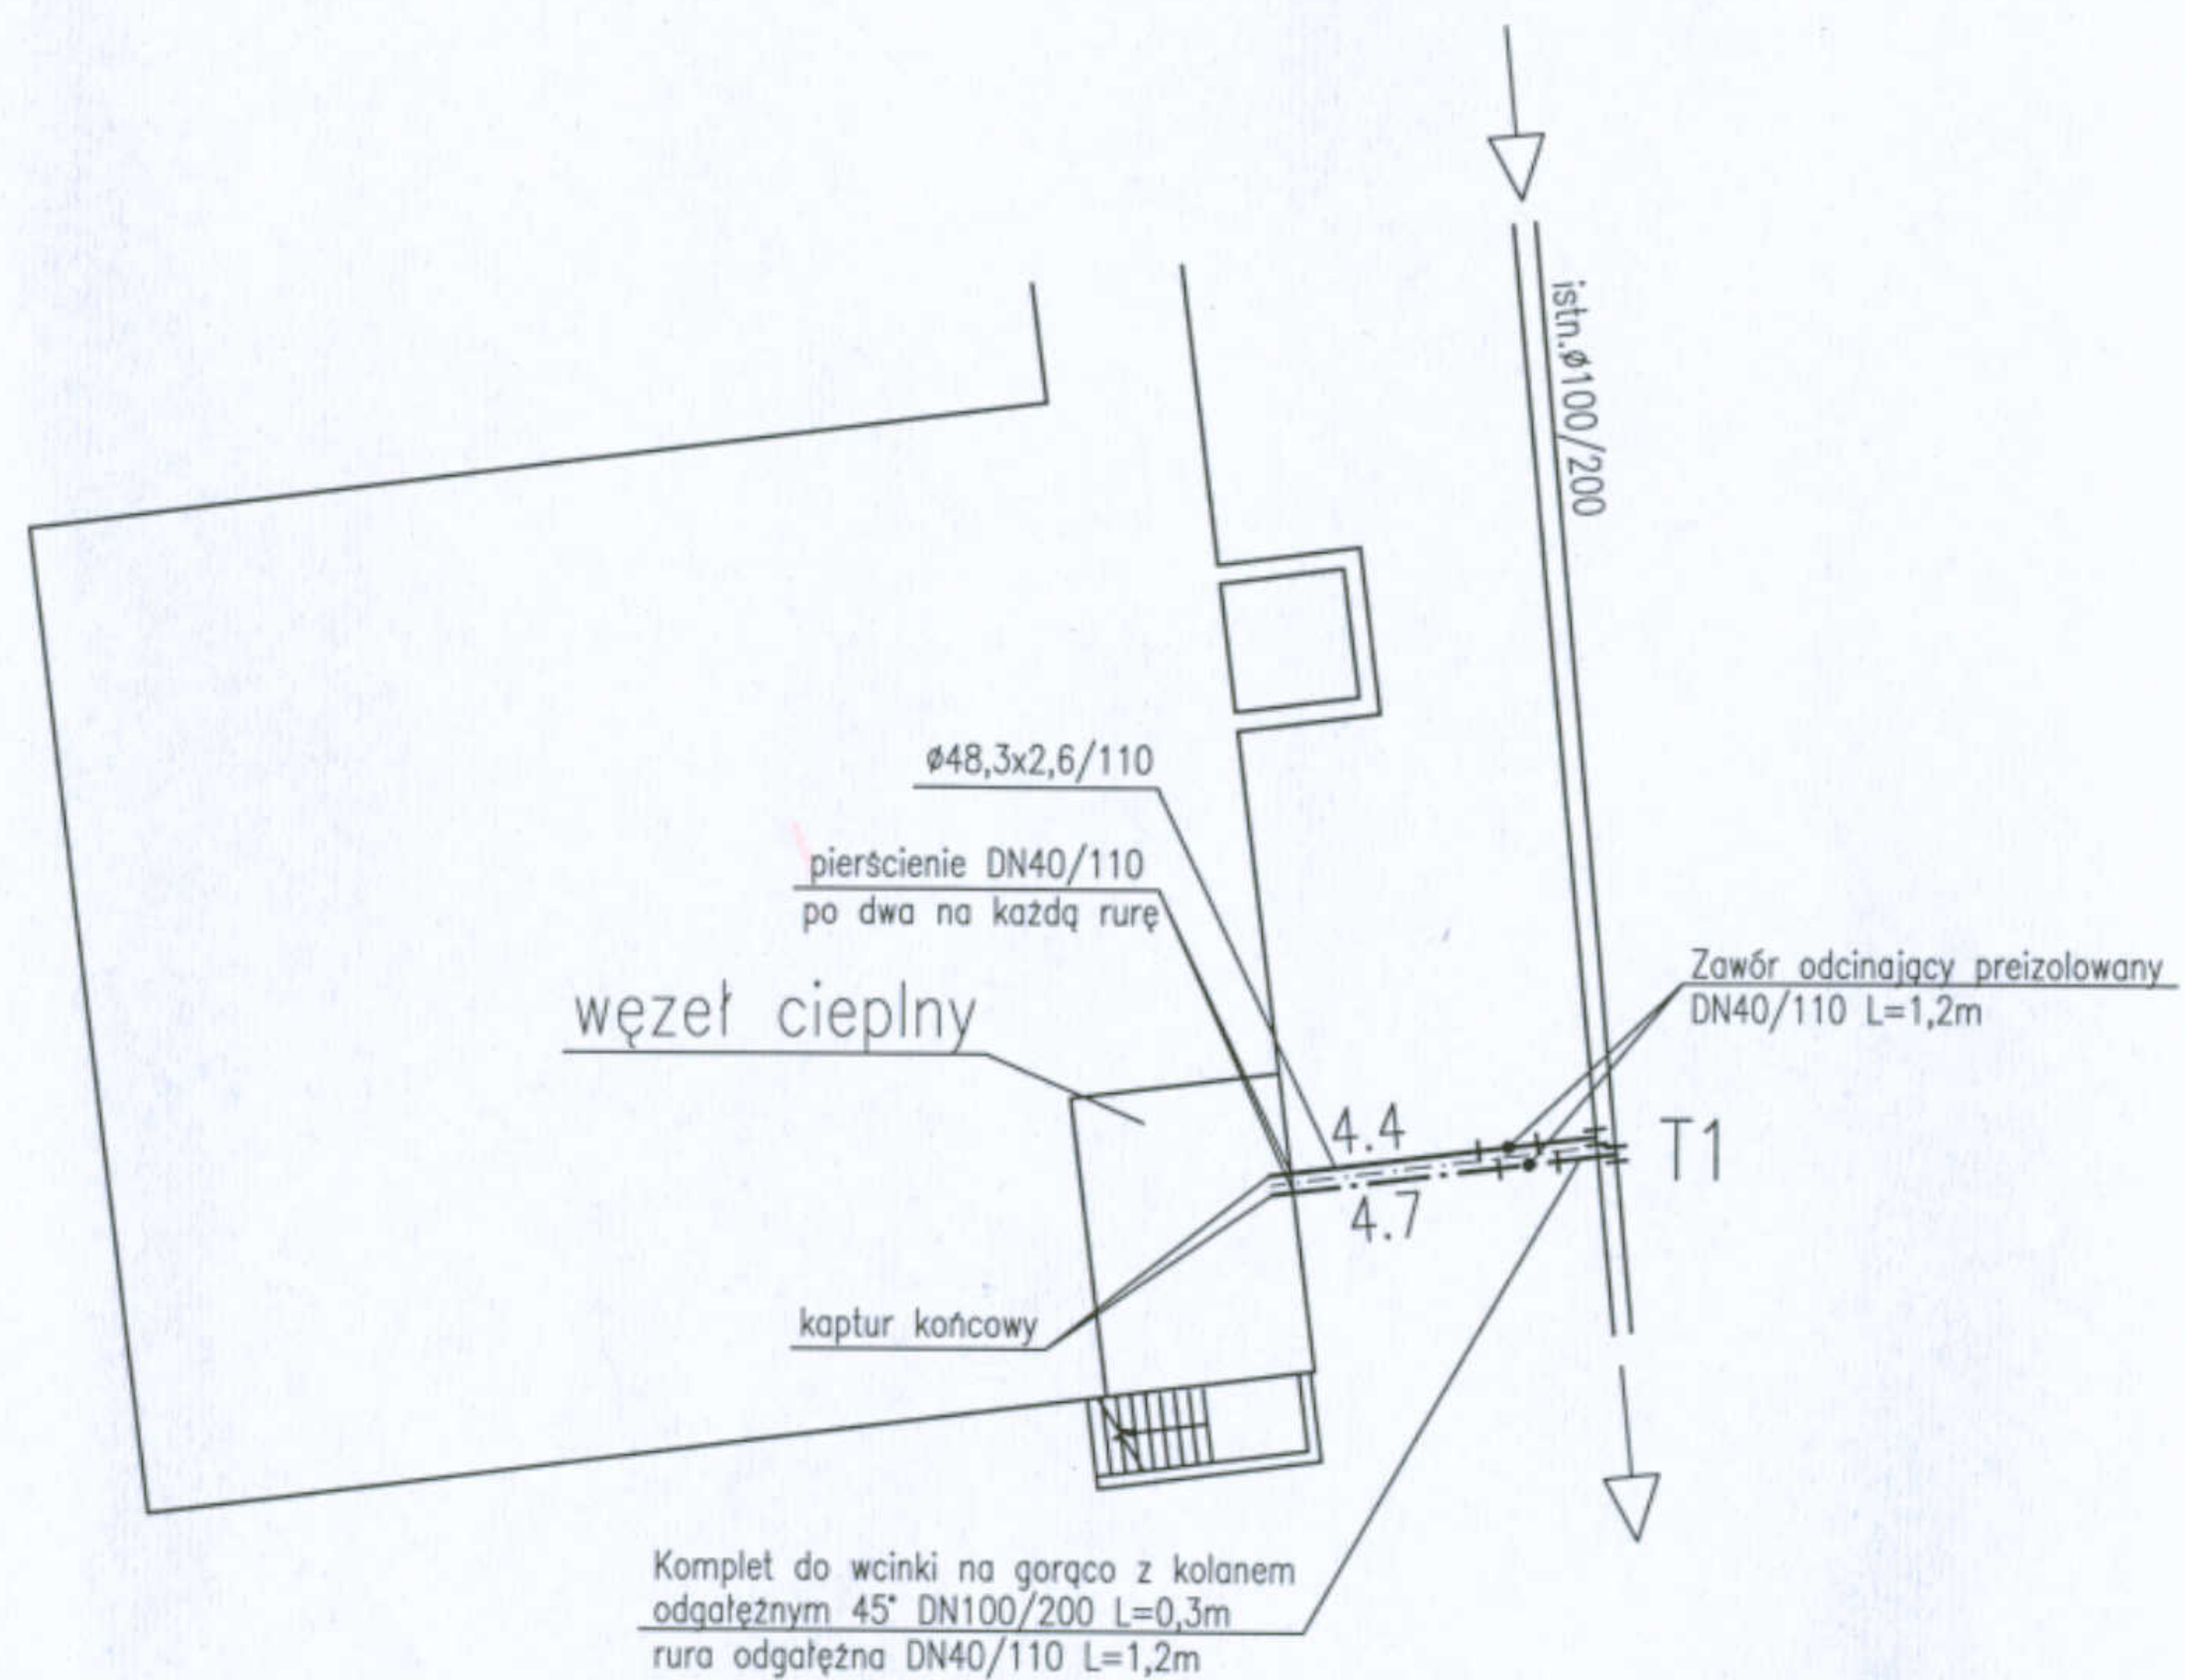 istn.ø100/200
ø48,3x2,6/110
pierścienie DN40/110
po dwa na każdą rurę
węzeł cieplny
Zawór odcinający preizolowany
DN40/110 L=1,2m
4.4
T1
4.7
kaptur końcowy
Komplet do wcinki na gorąco z kolanem
odgałęźnym 45° DN100/200 L=0,3m
rura odgałęźna DN40/110 L=1,2m